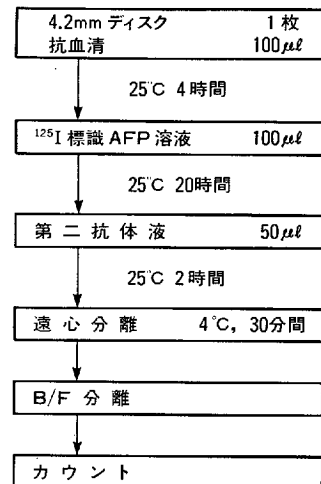 4.2mm ディスク 1 枚
抗血清 100μl
25℃ 4時間
¹²⁵I 標識 AFP 溶液 100μl
25℃ 20時間
第 二 抗 体 液 50μl
25℃ 2時間
遠 心 分 離 4℃, 30分間
B/F 分 離
カ ウ ン ト